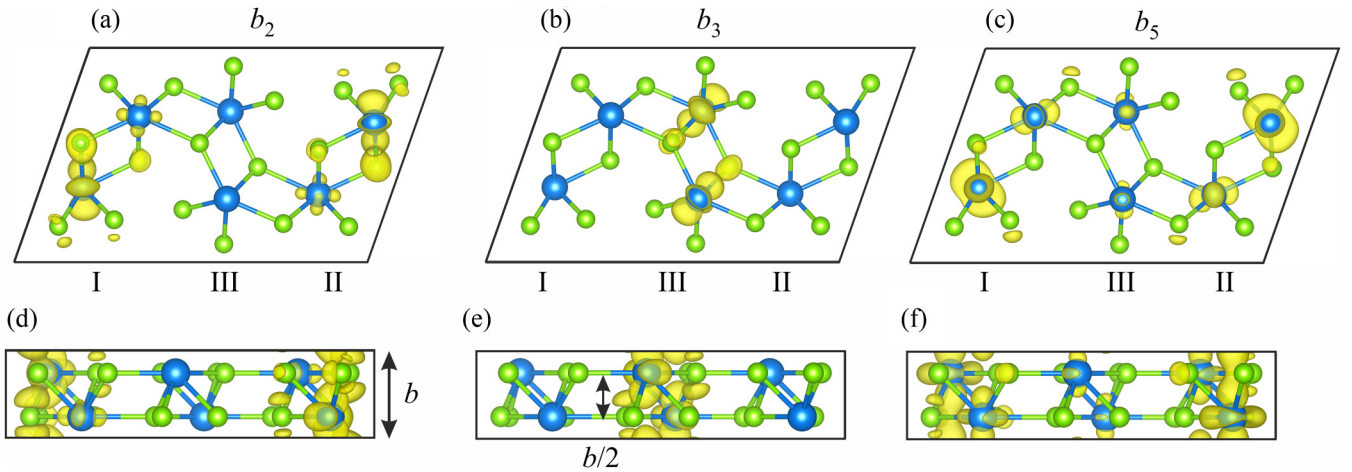 (a) b₂ (b) b₃ (c) b₅
I III II I III II I III II
(d) (e) (f)
b
b/2